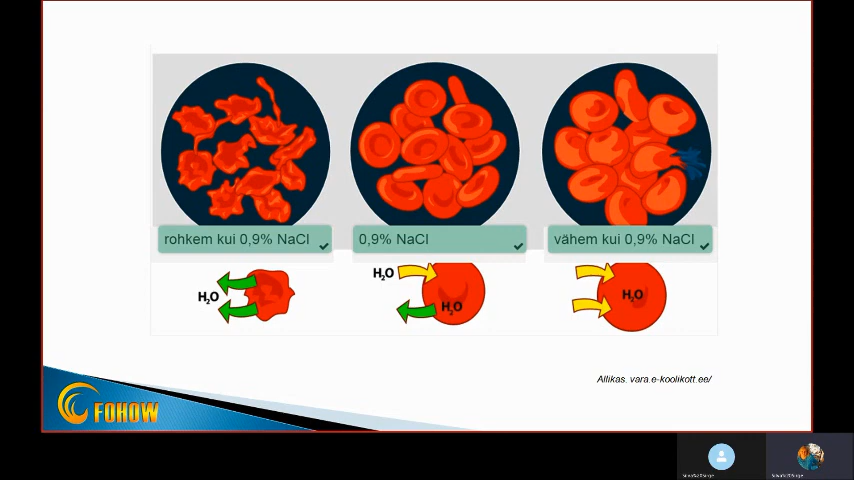 rohkem kui 0,9% NaCl
0,9% NaCl
vähem kui 0,9% NaCl
H₂O
H₂O
H₂O
H₂O
Allikas. vara.e-koolikott.ee/
FOHOW